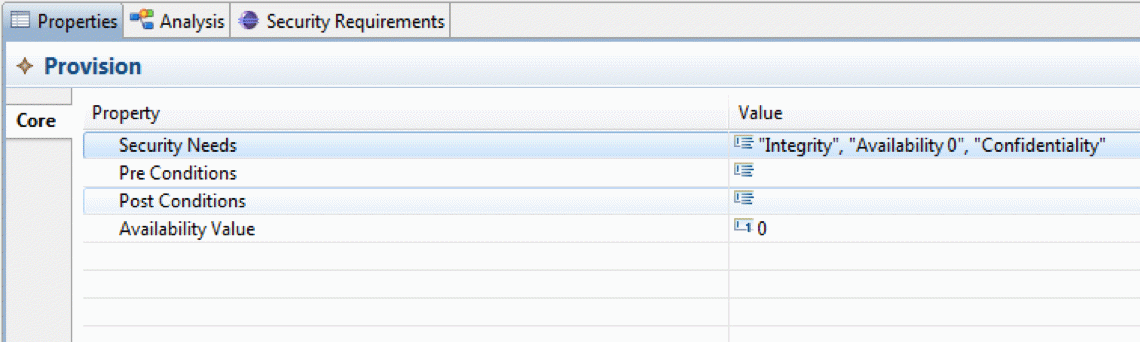 Properties Analysis Security Requirements
Provision
Core
Property Value
Security Needs "Integrity", "Availability 0", "Confidentiality"
Pre Conditions
Post Conditions
Availability Value 0